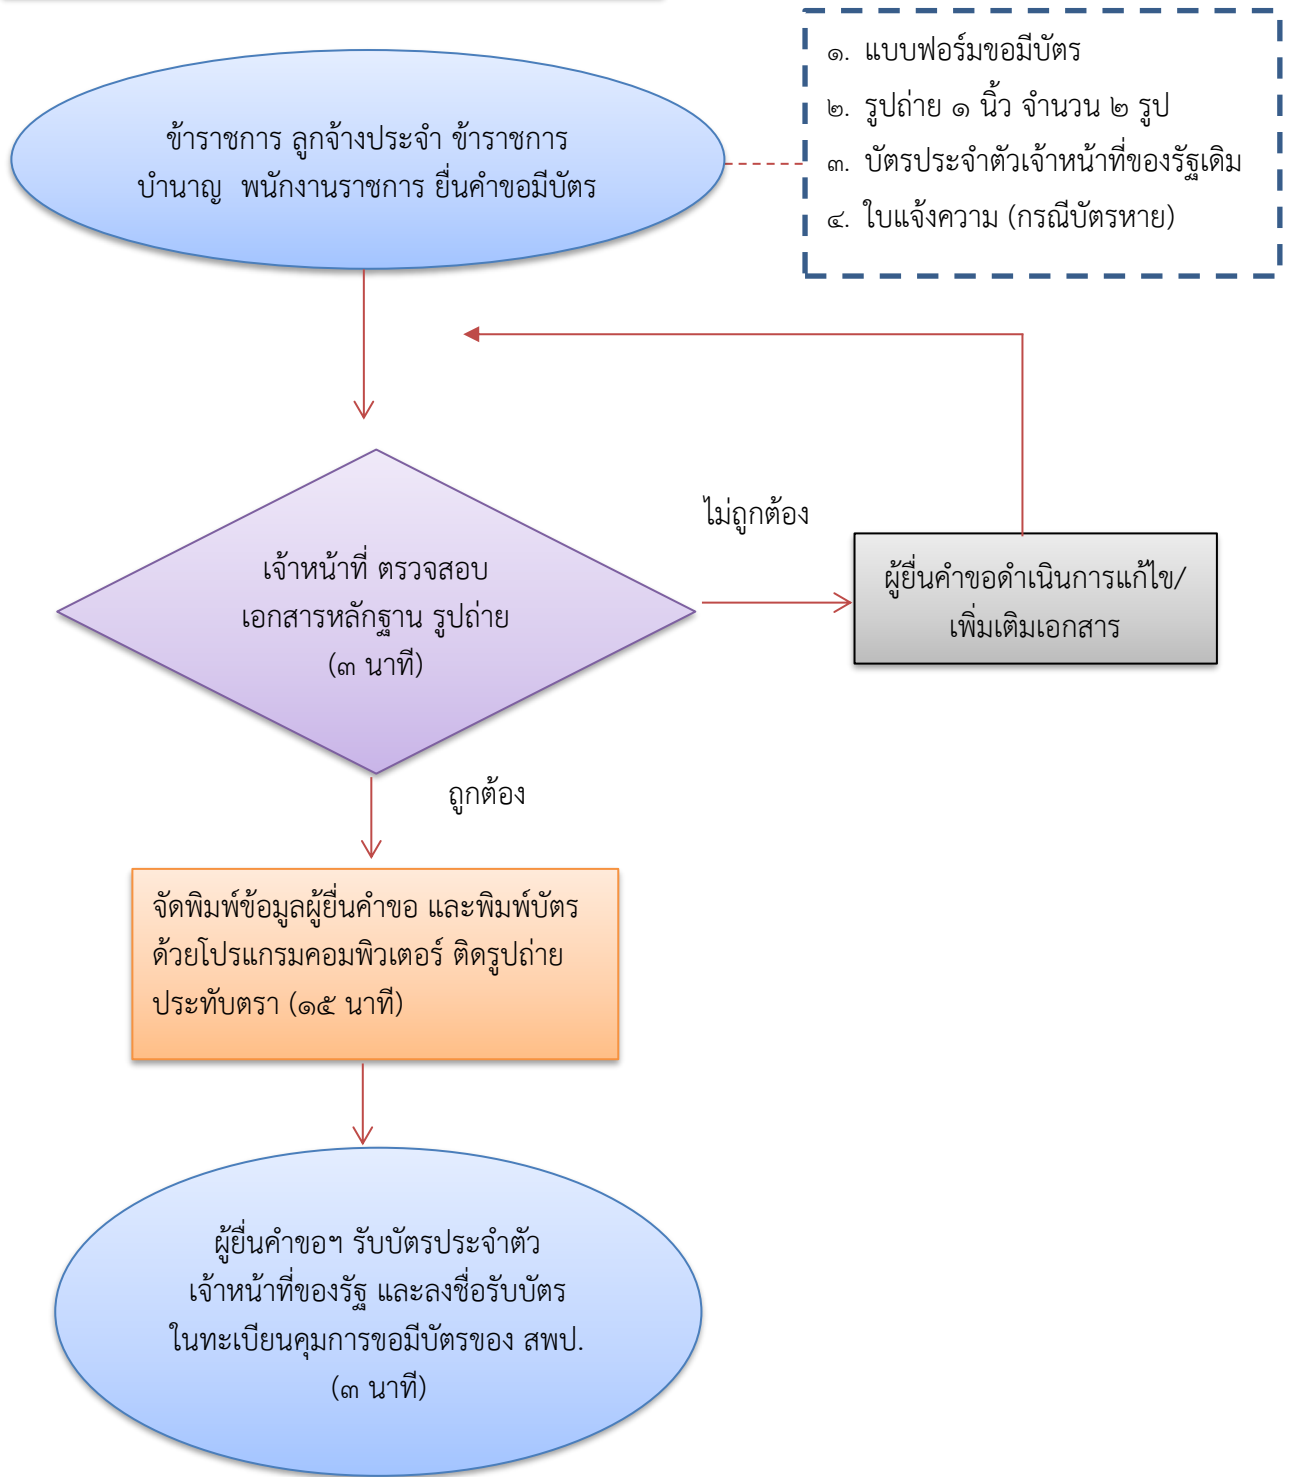 ข้าราชการ ลูกจ้างประจำ ข้าราชการ
บำนาญ  พนักงานราชการ ยื่นคำขอมีบัตร
๑. แบบฟอร์มขอมีบัตร
๒. รูปถ่าย ๑ นิ้ว จำนวน ๒ รูป
๓. บัตรประจำตัวเจ้าหน้าที่ของรัฐเดิม
๔. ใบแจ้งความ (กรณีบัตรหาย)
เจ้าหน้าที่ ตรวจสอบ
เอกสารหลักฐาน รูปถ่าย
(๓ นาที)
ไม่ถูกต้อง
ผู้ยื่นคำขอดำเนินการแก้ไข/
เพิ่มเติมเอกสาร
ถูกต้อง
จัดพิมพ์ข้อมูลผู้ยื่นคำขอ และพิมพ์บัตร
ด้วยโปรแกรมคอมพิวเตอร์ ติดรูปถ่าย
ประทับตรา (๑๕ นาที)
ผู้ยื่นคำขอฯ รับบัตรประจำตัว
เจ้าหน้าที่ของรัฐ และลงชื่อรับบัตร
ในทะเบียนคุมการขอมีบัตรของ สพป.
(๓ นาที)